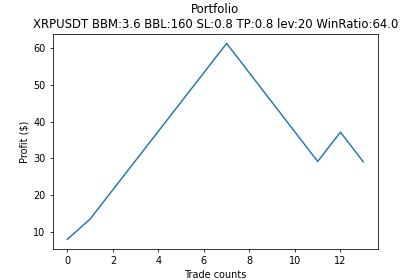 Portfolio
XRPUSDT BBM:3.6 BBL:160 SL:0.8 TP:0.8 lev:20 WinRatio:64.0
60
50
40
30
20
10
Profit ($)
0 2 4 6 8 10 12
Trade counts